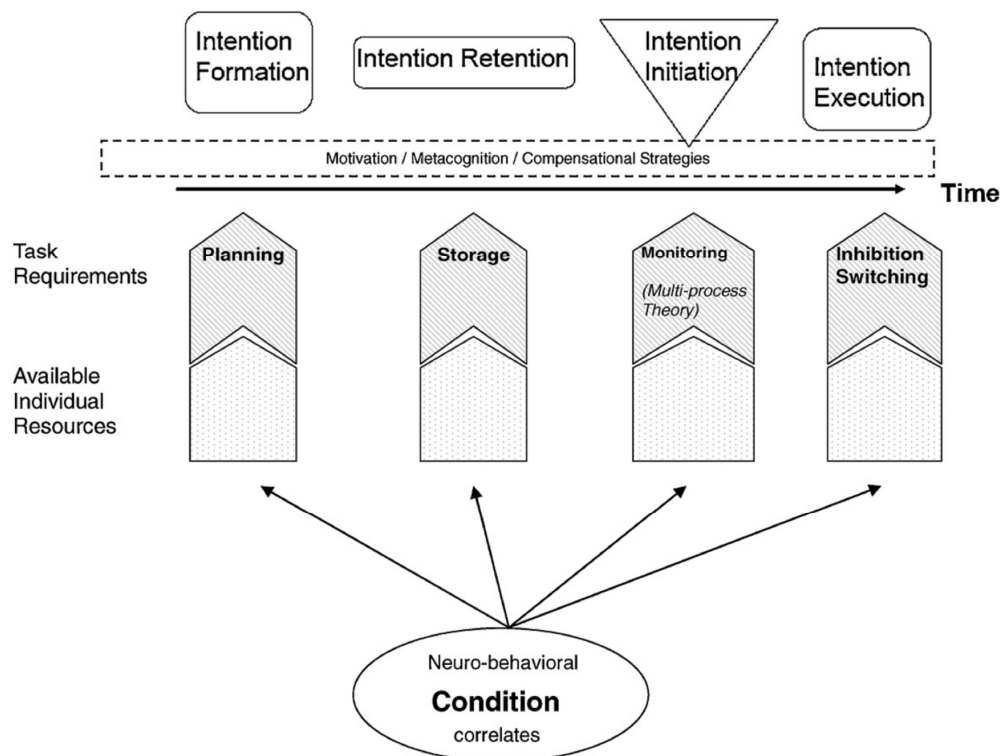 Intention
Formation
Intention Retention
Intention
Initiation
Intention
Execution
Motivation / Metacognition / Compensational Strategies
Time
Task
Requirements
Planning
Storage
Monitoring
(Multi-process
Theory)
Inhibition
Switching
Available
Individual
Resources
Neuro-behavioral
Condition
correlates